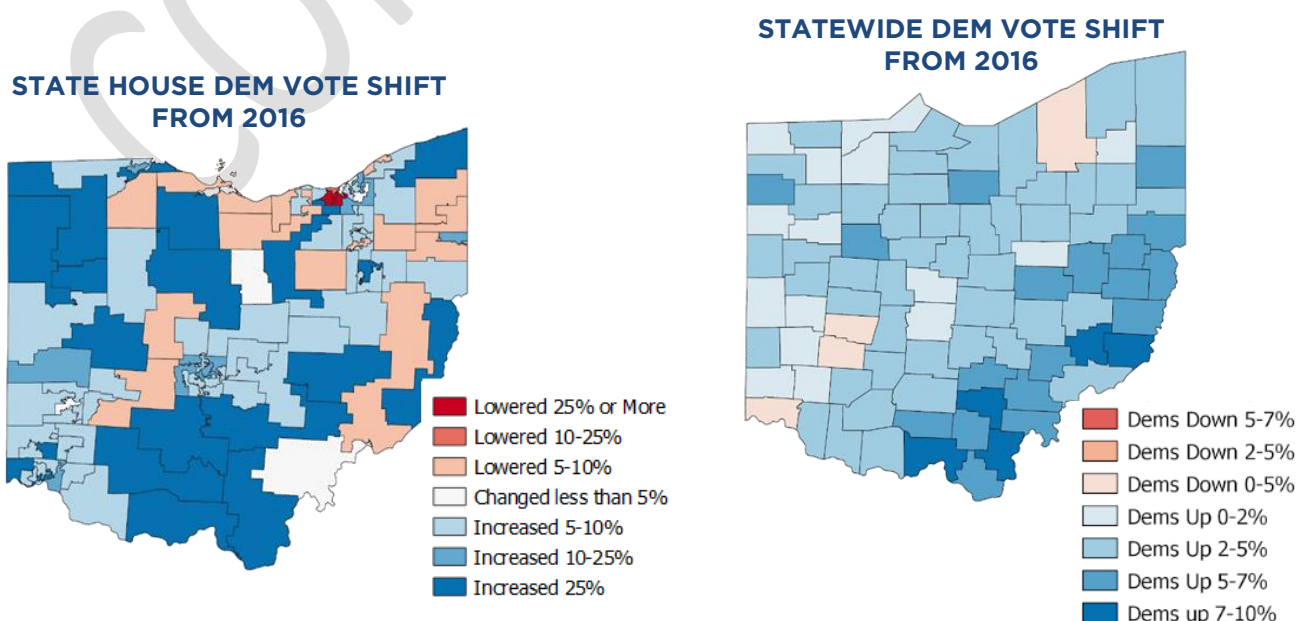 STATE HOUSE DEM VOTE SHIFT
FROM 2016
Lowered 25% or More
Lowered 10-25%
Lowered 5-10%
Changed less than 5%
Increased 5-10%
Increased 10-25%
Increased 25%
STATEWIDE DEM VOTE SHIFT
FROM 2016
Dems Down 5-7%
Dems Down 2-5%
Dems Down 0-5%
Dems Up 0-2%
Dems Up 2-5%
Dems Up 5-7%
Dems up 7-10%